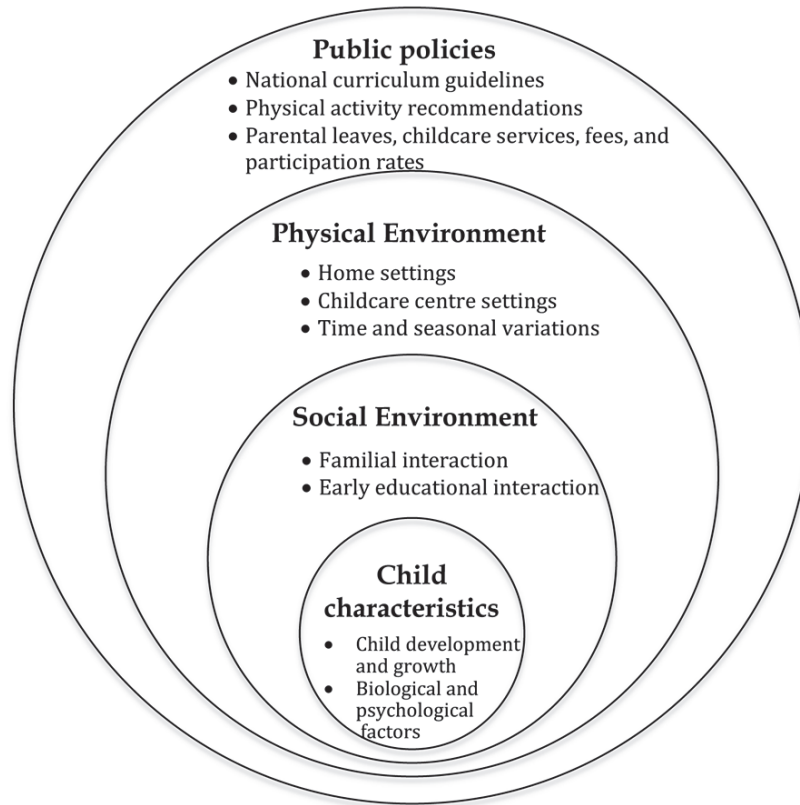 Public policies
• National curriculum guidelines
• Physical activity recommendations
• Parental leaves, childcare services, fees, and
participation rates
Physical Environment
• Home settings
• Childcare centre settings
• Time and seasonal variations
Social Environment
• Familial interaction
• Early educational interaction
Child
characteristics
• Child development
and growth
• Biological and
psychological
factors